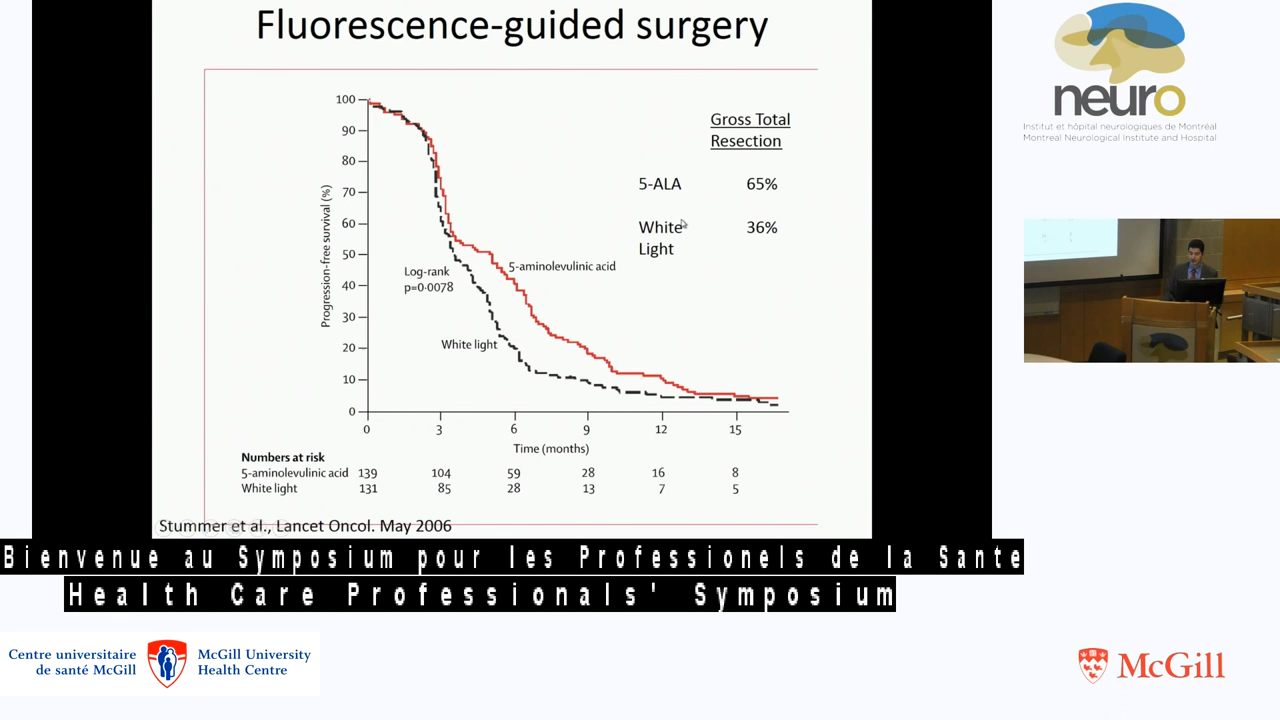 Fluorescence-guided surgery
100
90
80
70
60
50
40
30
20
10
0
Progression-free survival (%)
Gross Total
Resection
5-ALA 65%
White 36%
Light
Log-rank
p=0·0078
5-aminolevulinic acid
White light
0 3 6 9 12 15
Time (months)
Numbers at risk
5-aminolevulinic acid 139 104 59 28 16 8
White light 131 85 28 13 7 5
Stummer et al., Lancet Oncol. May 2006
neuro
Institut et hôpital neurologiques de Montréal
Montreal Neurological Institute and Hospital
Bienvenue au Symposium pour les Professionels de la Sante
Health Care Professionals' Symposium
Centre universitaire
de santé McGill
McGill University
Health Centre
McGill